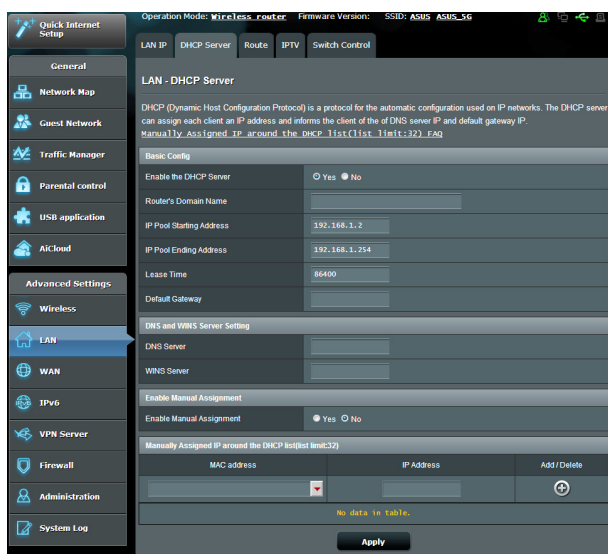 Quick Internet
Setup
General
Network Map
Guest Network
Traffic Manager
Parental control
USB application
AiCloud
Advanced Settings
Wireless
LAN
WAN
IPv6
VPN Server
Firewall
Administration
System Log
Operation Mode: Wireless router Firmware Version: SSID: ASUS ASUS_5G
LAN IP DHCP Server Route IPTV Switch Control
LAN - DHCP Server
DHCP (Dynamic Host Configuration Protocol) is a protocol for the automatic configuration used on IP networks. The DHCP server
can assign each client an IP address and informs the client of the of DNS server IP and default gateway IP.
Manually Assigned IP around the DHCP list(list limit:32) FAQ
Basic Config
Enable the DHCP Server Yes No
Router's Domain Name
IP Pool Starting Address 192.168.1.2
IP Pool Ending Address 192.168.1.254
Lease Time 86400
Default Gateway
DNS and WINS Server Setting
DNS Server
WINS Server
Enable Manual Assignment
Enable Manual Assignment Yes No
Manually Assigned IP around the DHCP list(list limit:32)
MAC address IP Address Add / Delete
No data in table.
Apply